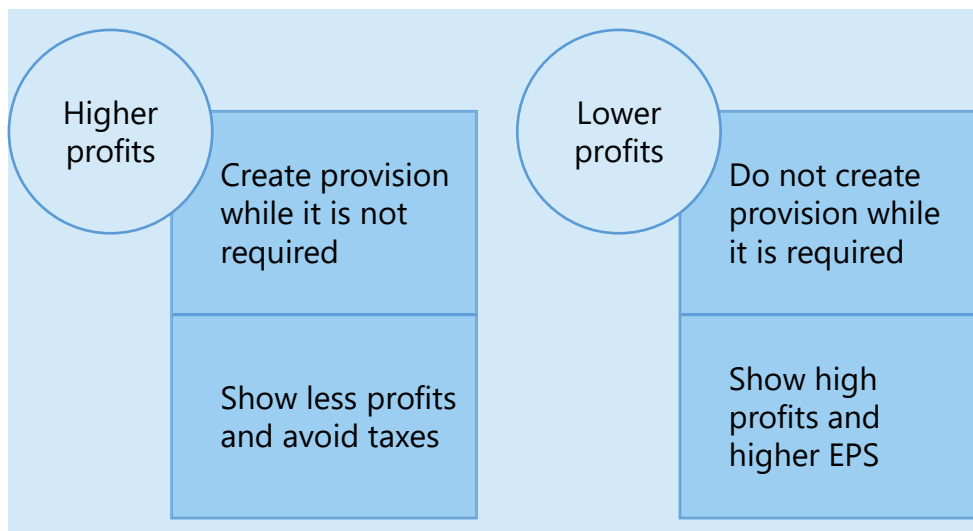 Higher
profits
Create provision
while it is not
required
Show less profits
and avoid taxes
Lower
profits
Do not create
provision while
it is required
Show high
profits and
higher EPS